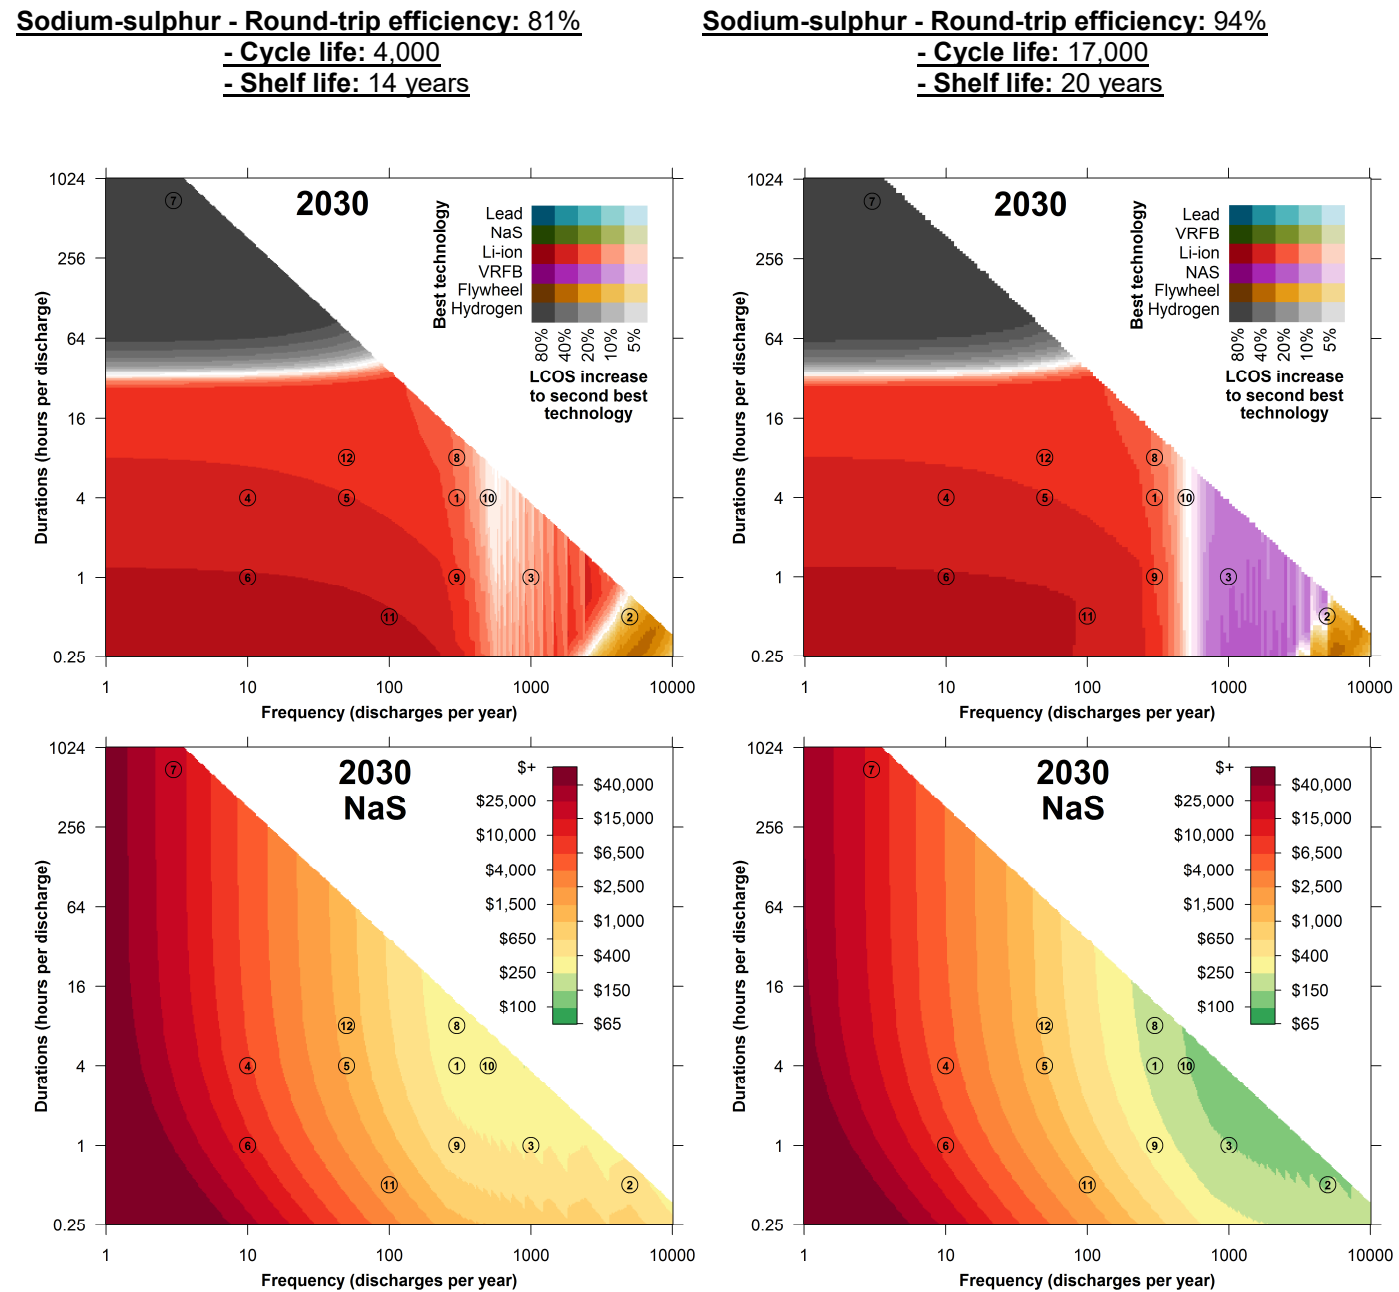 Sodium-sulphur - Round-trip efficiency: 81%
- Cycle life: 4,000
- Shelf life: 14 years
Sodium-sulphur - Round-trip efficiency: 94%
- Cycle life: 17,000
- Shelf life: 20 years
2030
Durations (hours per discharge)
1024
256
64
16
4
1
0.25
1 10 100 1000 10000
Frequency (discharges per year)
Best technology
Lead
NaS
Li-ion
VRFB
Flywheel
Hydrogen
80% 40% 20% 10% 5%
LCOS increase
to second best
technology
7
12
8
4
5
1
10
6
9
3
11
2
2030
Durations (hours per discharge)
1024
256
64
16
4
1
0.25
1 10 100 1000 10000
Frequency (discharges per year)
Best technology
Lead
VRFB
Li-ion
NAS
Flywheel
Hydrogen
80% 40% 20% 10% 5%
LCOS increase
to second best
technology
7
12
8
4
5
1
10
6
9
3
11
2
2030
NaS
Durations (hours per discharge)
1024
256
64
16
4
1
0.25
1 10 100 1000 10000
Frequency (discharges per year)
$+
$40,000
$25,000
$15,000
$10,000
$6,500
$4,000
$2,500
$1,500
$1,000
$650
$400
$250
$150
$100
$65
7
12
8
4
5
1
10
6
9
3
11
2
2030
NaS
Durations (hours per discharge)
1024
256
64
16
4
1
0.25
1 10 100 1000 10000
Frequency (discharges per year)
$+
$40,000
$25,000
$15,000
$10,000
$6,500
$4,000
$2,500
$1,500
$1,000
$650
$400
$250
$150
$100
$65
7
12
8
4
5
1
10
6
9
3
11
2